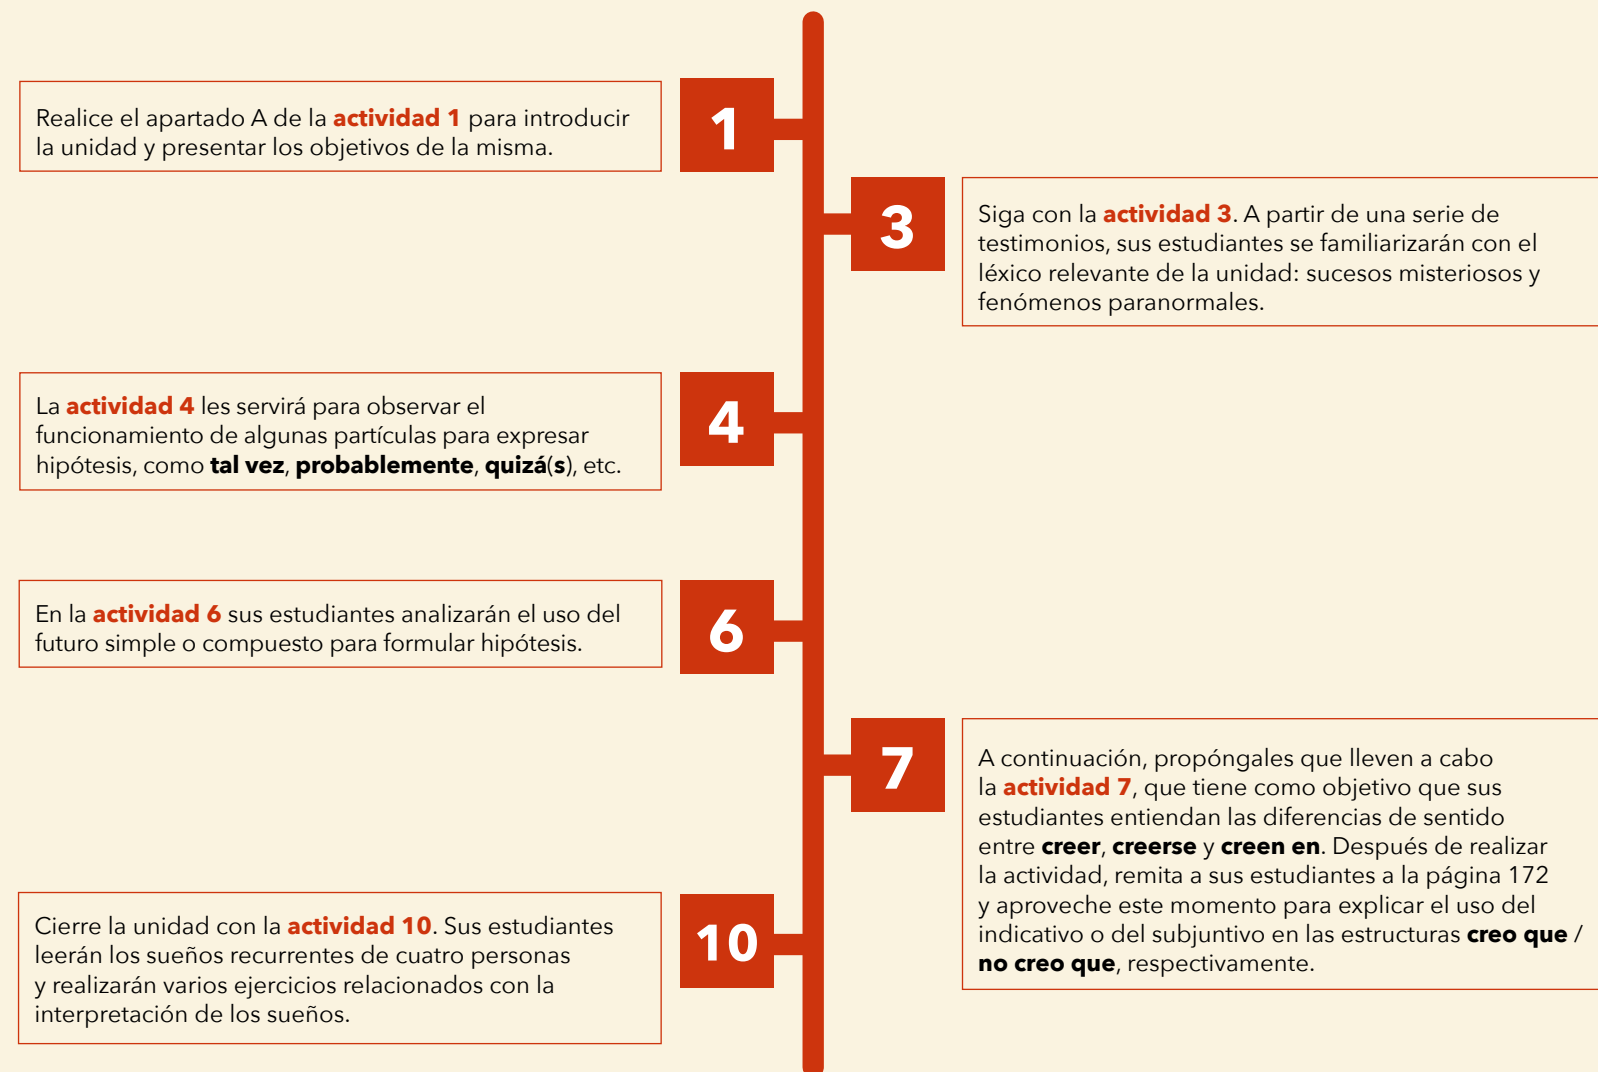 1
Realice el apartado A de la actividad 1 para introducir
la unidad y presentar los objetivos de la misma.
3
Siga con la actividad 3. A partir de una serie de
testimonios, sus estudiantes se familiarizarán con el
léxico relevante de la unidad: sucesos misteriosos y
fenómenos paranormales.
4
La actividad 4 les servirá para observar el
funcionamiento de algunas partículas para expresar
hipótesis, como tal vez, probablemente, quizá(s), etc.
6
En la actividad 6 sus estudiantes analizarán el uso del
futuro simple o compuesto para formular hipótesis.
7
A continuación, propóngales que lleven a cabo
la actividad 7, que tiene como objetivo que sus
estudiantes entiendan las diferencias de sentido
entre creer, creerse y creen en. Después de realizar
la actividad, remita a sus estudiantes a la página 172
y aproveche este momento para explicar el uso del
indicativo o del subjuntivo en las estructuras creo que /
no creo que, respectivamente.
10
Cierre la unidad con la actividad 10. Sus estudiantes
leerán los sueños recurrentes de cuatro personas
y realizarán varios ejercicios relacionados con la
interpretación de los sueños.